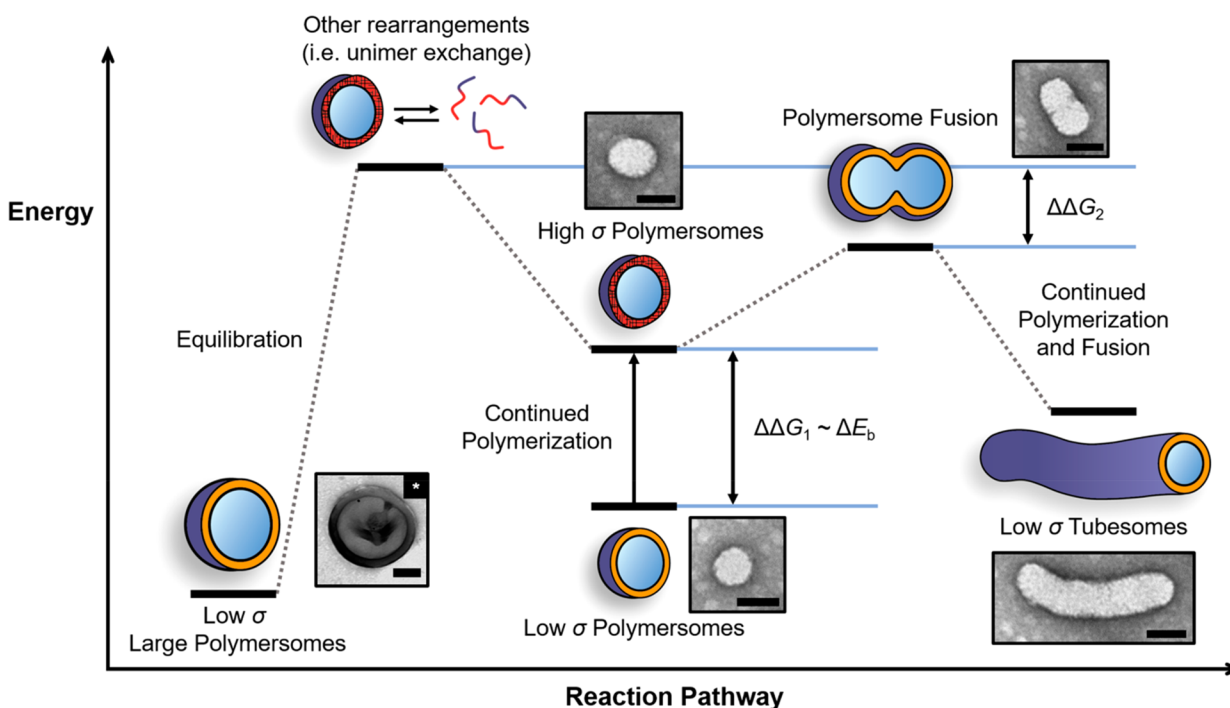 Other rearrangements
(i.e. unimer exchange)
Polymersome Fusion
Energy
ΔΔG2
High σ Polymersomes
Equilibration
Continued
Polymerization
and Fusion
Continued
Polymerization
ΔΔG1 ~ ΔEb
*
Low σ Tubesomes
Low σ
Large Polymersomes
Low σ Polymersomes
Reaction Pathway